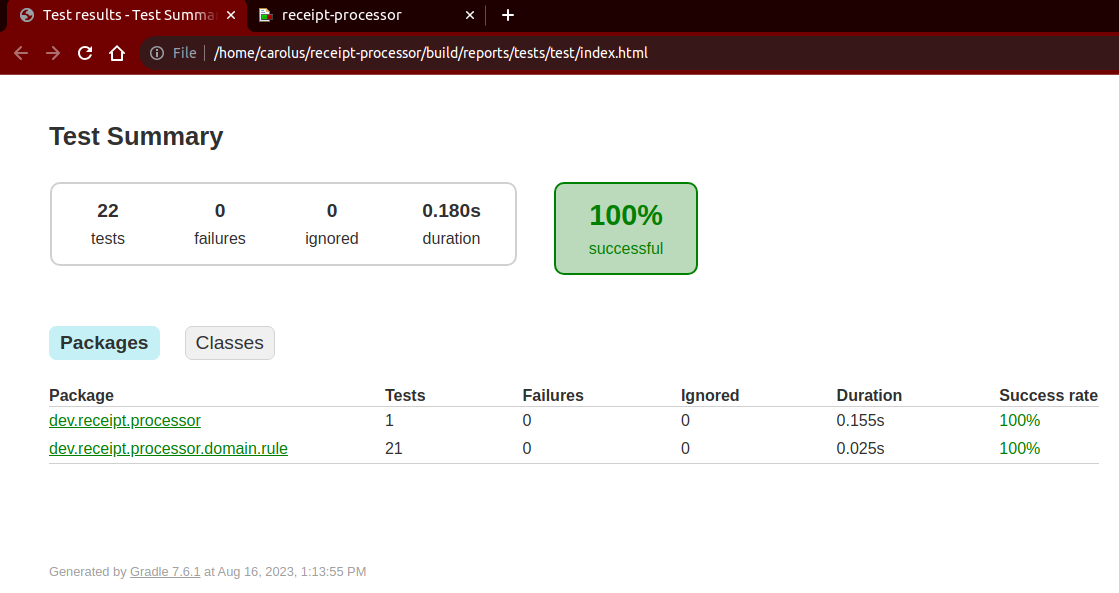 Test results - Test Summa
receipt-processor
File /home/carolus/receipt-processor/build/reports/tests/test/index.html
Test Summary
22 0 0 0.180s
tests failures ignored duration
100%
successful
Packages Classes
Package Tests Failures Ignored Duration Success rate
dev.receipt.processor 1 0 0 0.155s 100%
dev.receipt.processor.domain.rule 21 0 0 0.025s 100%
Generated by Gradle 7.6.1 at Aug 16, 2023, 1:13:55 PM